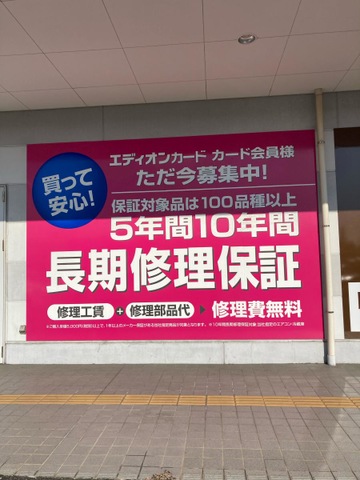 買って
安心!
エディオンカード カード会員様
ただ今募集中!
保証対象品は100品種以上
5年間10年間
長期修理保証
修理工賃 + 修理部品代 ▶ 修理費無料